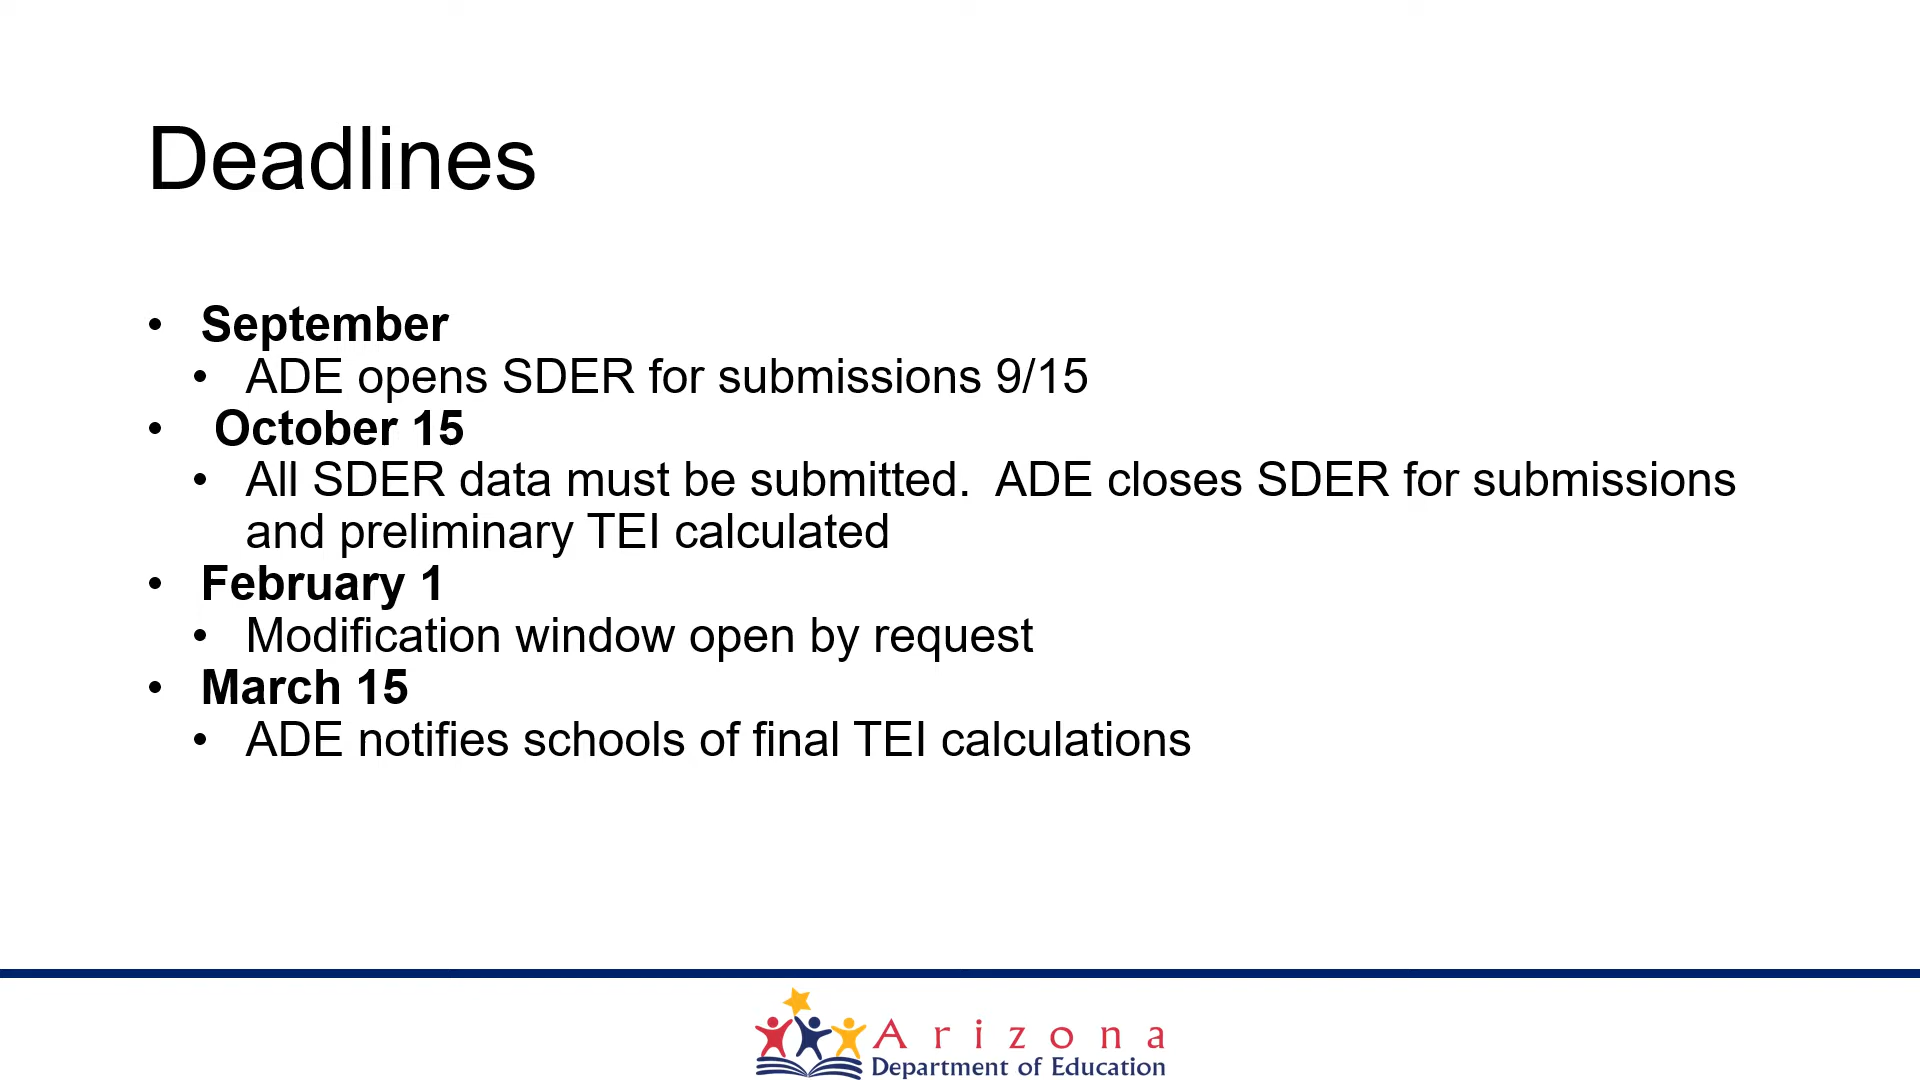 Deadlines
• September
• ADE opens SDER for submissions 9/15
• October 15
• All SDER data must be submitted.  ADE closes SDER for submissions
and preliminary TEI calculated
• February 1
• Modification window open by request
• March 15
• ADE notifies schools of final TEI calculations
Arizona
Department of Education